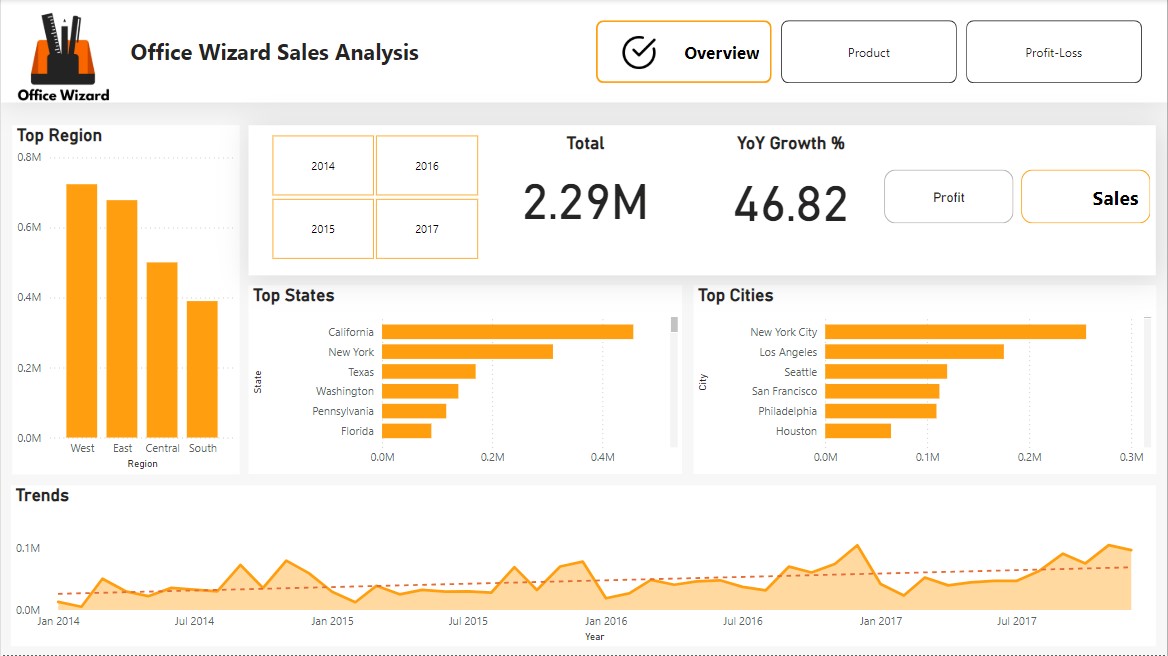 Office Wizard
Office Wizard Sales Analysis
Overview
Product
Profit-Loss
Top Region
0.8M
0.6M
0.4M
0.2M
0.0M
West East Central South
Region
2014 2016
2015 2017
Total
2.29M
YoY Growth %
46.82
Profit
Sales
Top States
State
California
New York
Texas
Washington
Pennsylvania
Florida
0.0M 0.2M 0.4M
Top Cities
City
New York City
Los Angeles
Seattle
San Francisco
Philadelphia
Houston
0.0M 0.1M 0.2M 0.3M
Trends
0.1M
0.0M
Jan 2014 Jul 2014 Jan 2015 Jul 2015 Jan 2016 Jul 2016 Jan 2017 Jul 2017
Year